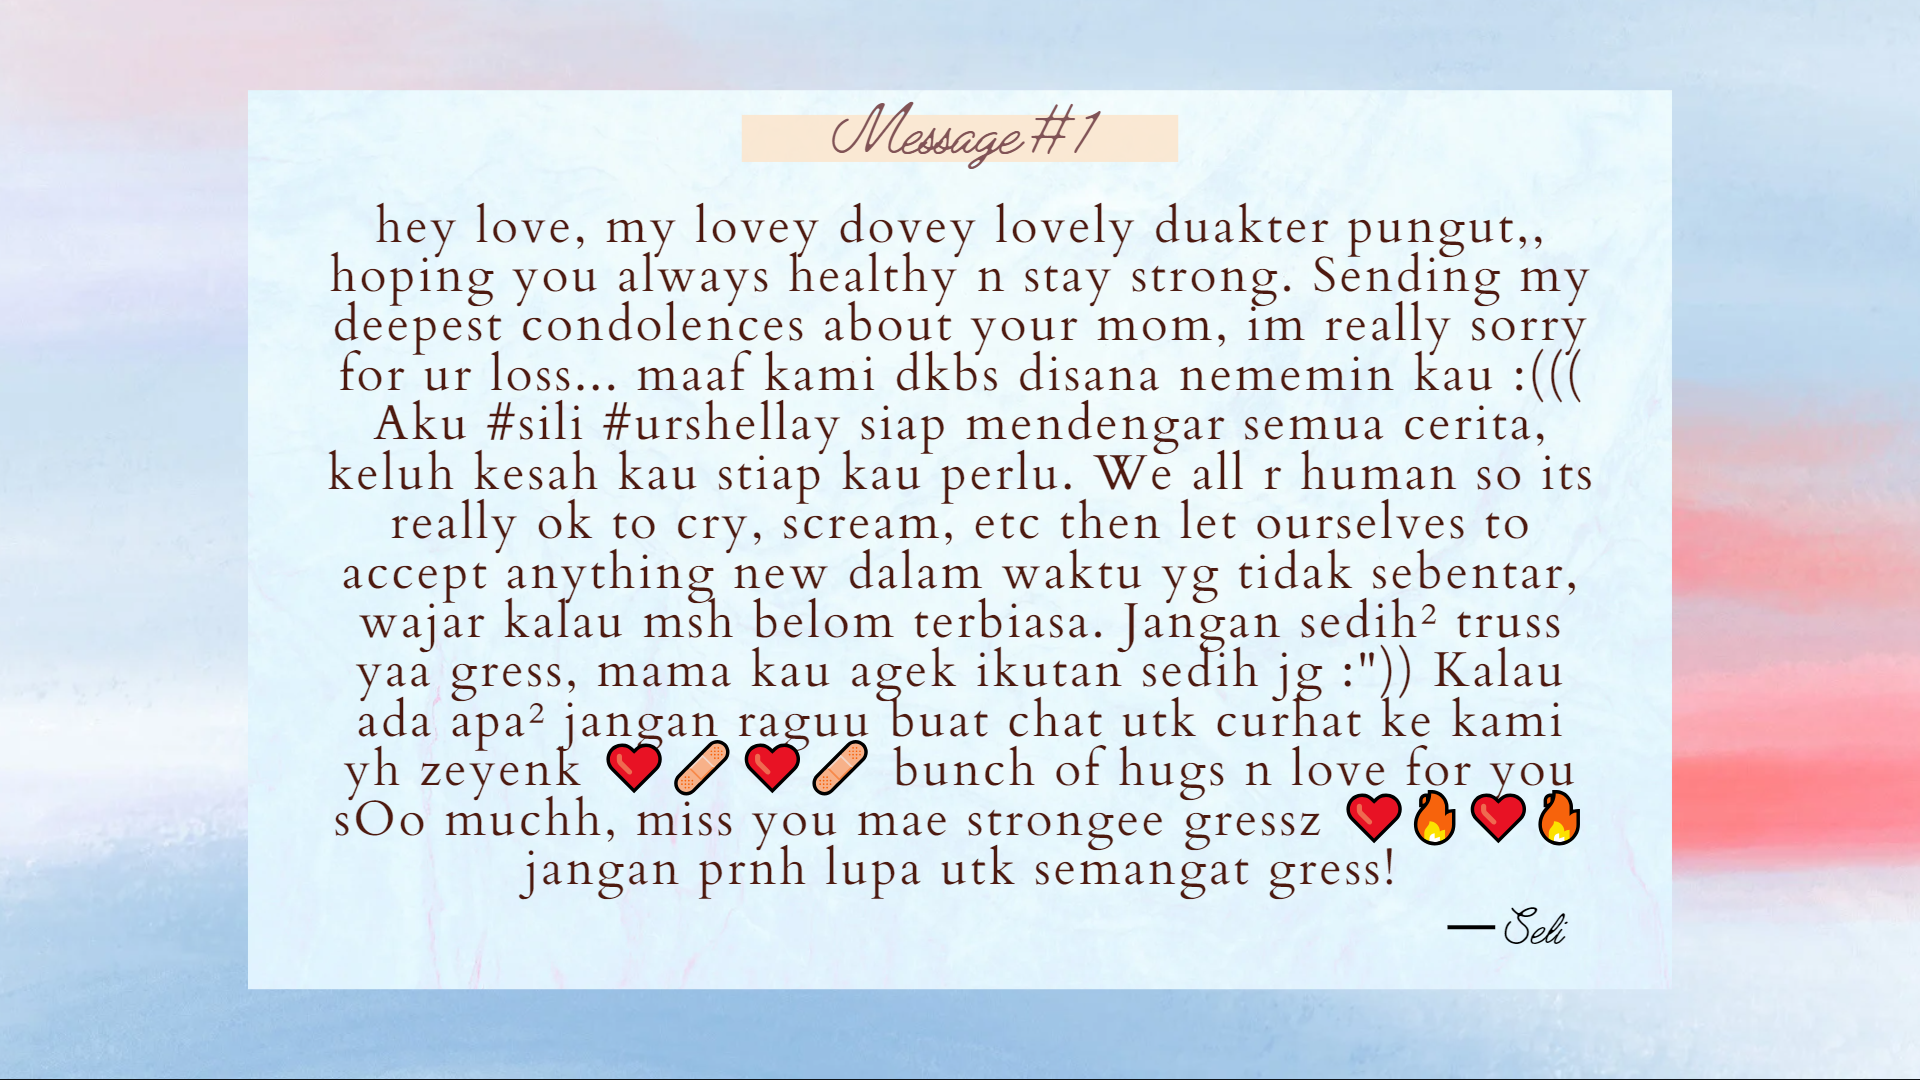 Message #1
hey love, my lovey dovey lovely duakter pungut,,
hoping you always healthy n stay strong. Sending my
deepest condolences about your mom, im really sorry
for ur loss... maaf kami dkbs disana nememin kau :(((
Aku #sili #urshellay siap mendengar semua cerita,
keluh kesah kau stiap kau perlu. We all r human so its
really ok to cry, scream, etc then let ourselves to
accept anything new dalam waktu yg tidak sebentar,
wajar kalau msh belom terbiasa. Jangan sedih² truss
yaa gress, mama kau agek ikutan sedih jg :")) Kalau
ada apa² jangan raguu buat chat utk curhat ke kami
yh zeyenk ❤️🩹❤️🩹 bunch of hugs n love for you
sOo muchh, miss you mae strongee gressz ❤️🔥❤️🔥
jangan prnh lupa utk semangat gress!
— Seli